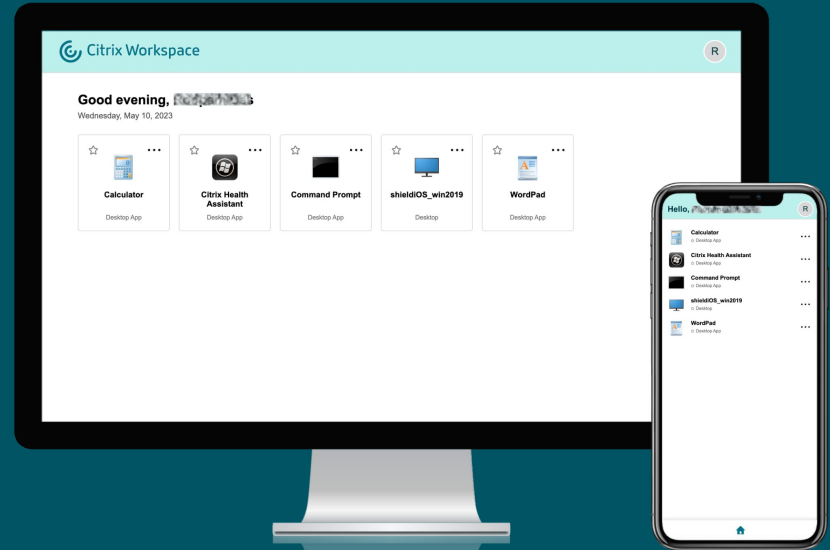 Citrix Workspace
R
Good evening,
Wednesday, May 10, 2023
Calculator
Desktop App
Citrix Health
Assistant
Desktop App
Command Prompt
Desktop App
shieldiOS_win2019
Desktop
WordPad
Desktop App
Hello,
R
Calculator
Desktop App
Citrix Health Assistant
Desktop App
Command Prompt
Desktop App
shieldiOS_win2019
Desktop
WordPad
Desktop App